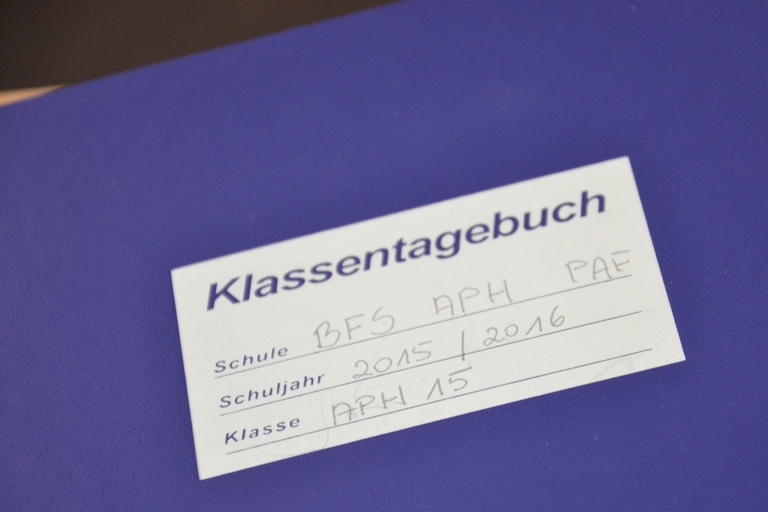 Klassentagebuch
Schule BFS APH PAF
Schuljahr 2015 / 2016
Klasse APH 15